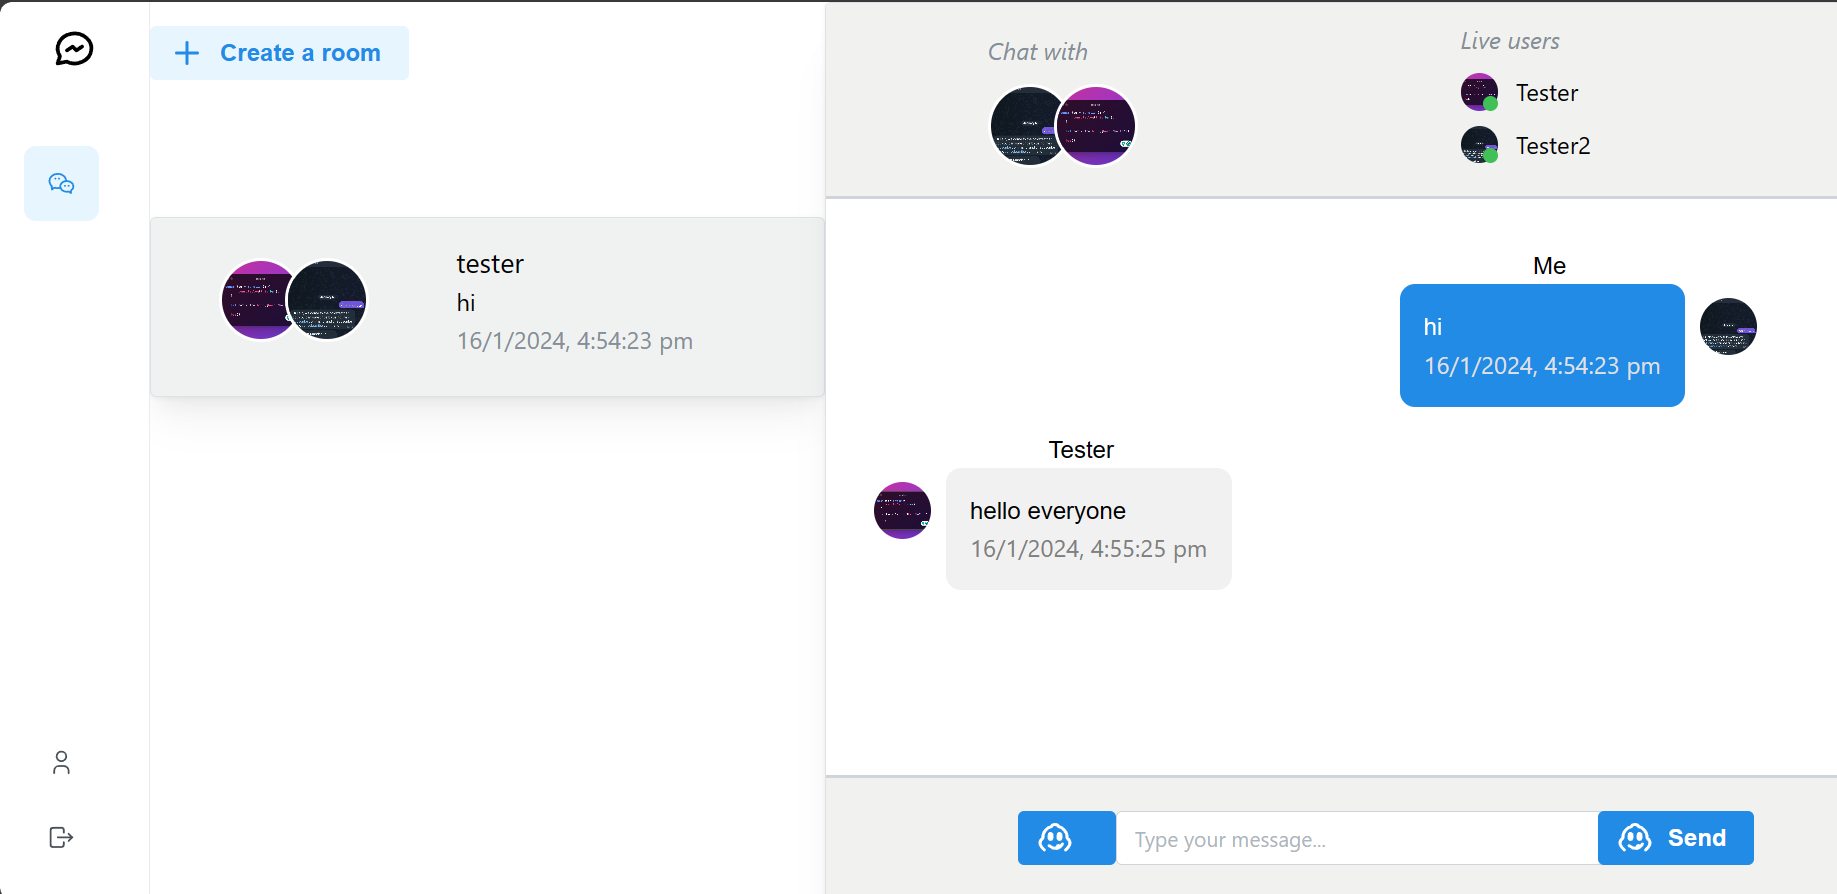 Create a room
tester
hi
16/1/2024, 4:54:23 pm
Chat with
Live users
Tester
Tester2
Me
hi
16/1/2024, 4:54:23 pm
Tester
hello everyone
16/1/2024, 4:55:25 pm
Type your message...
Send